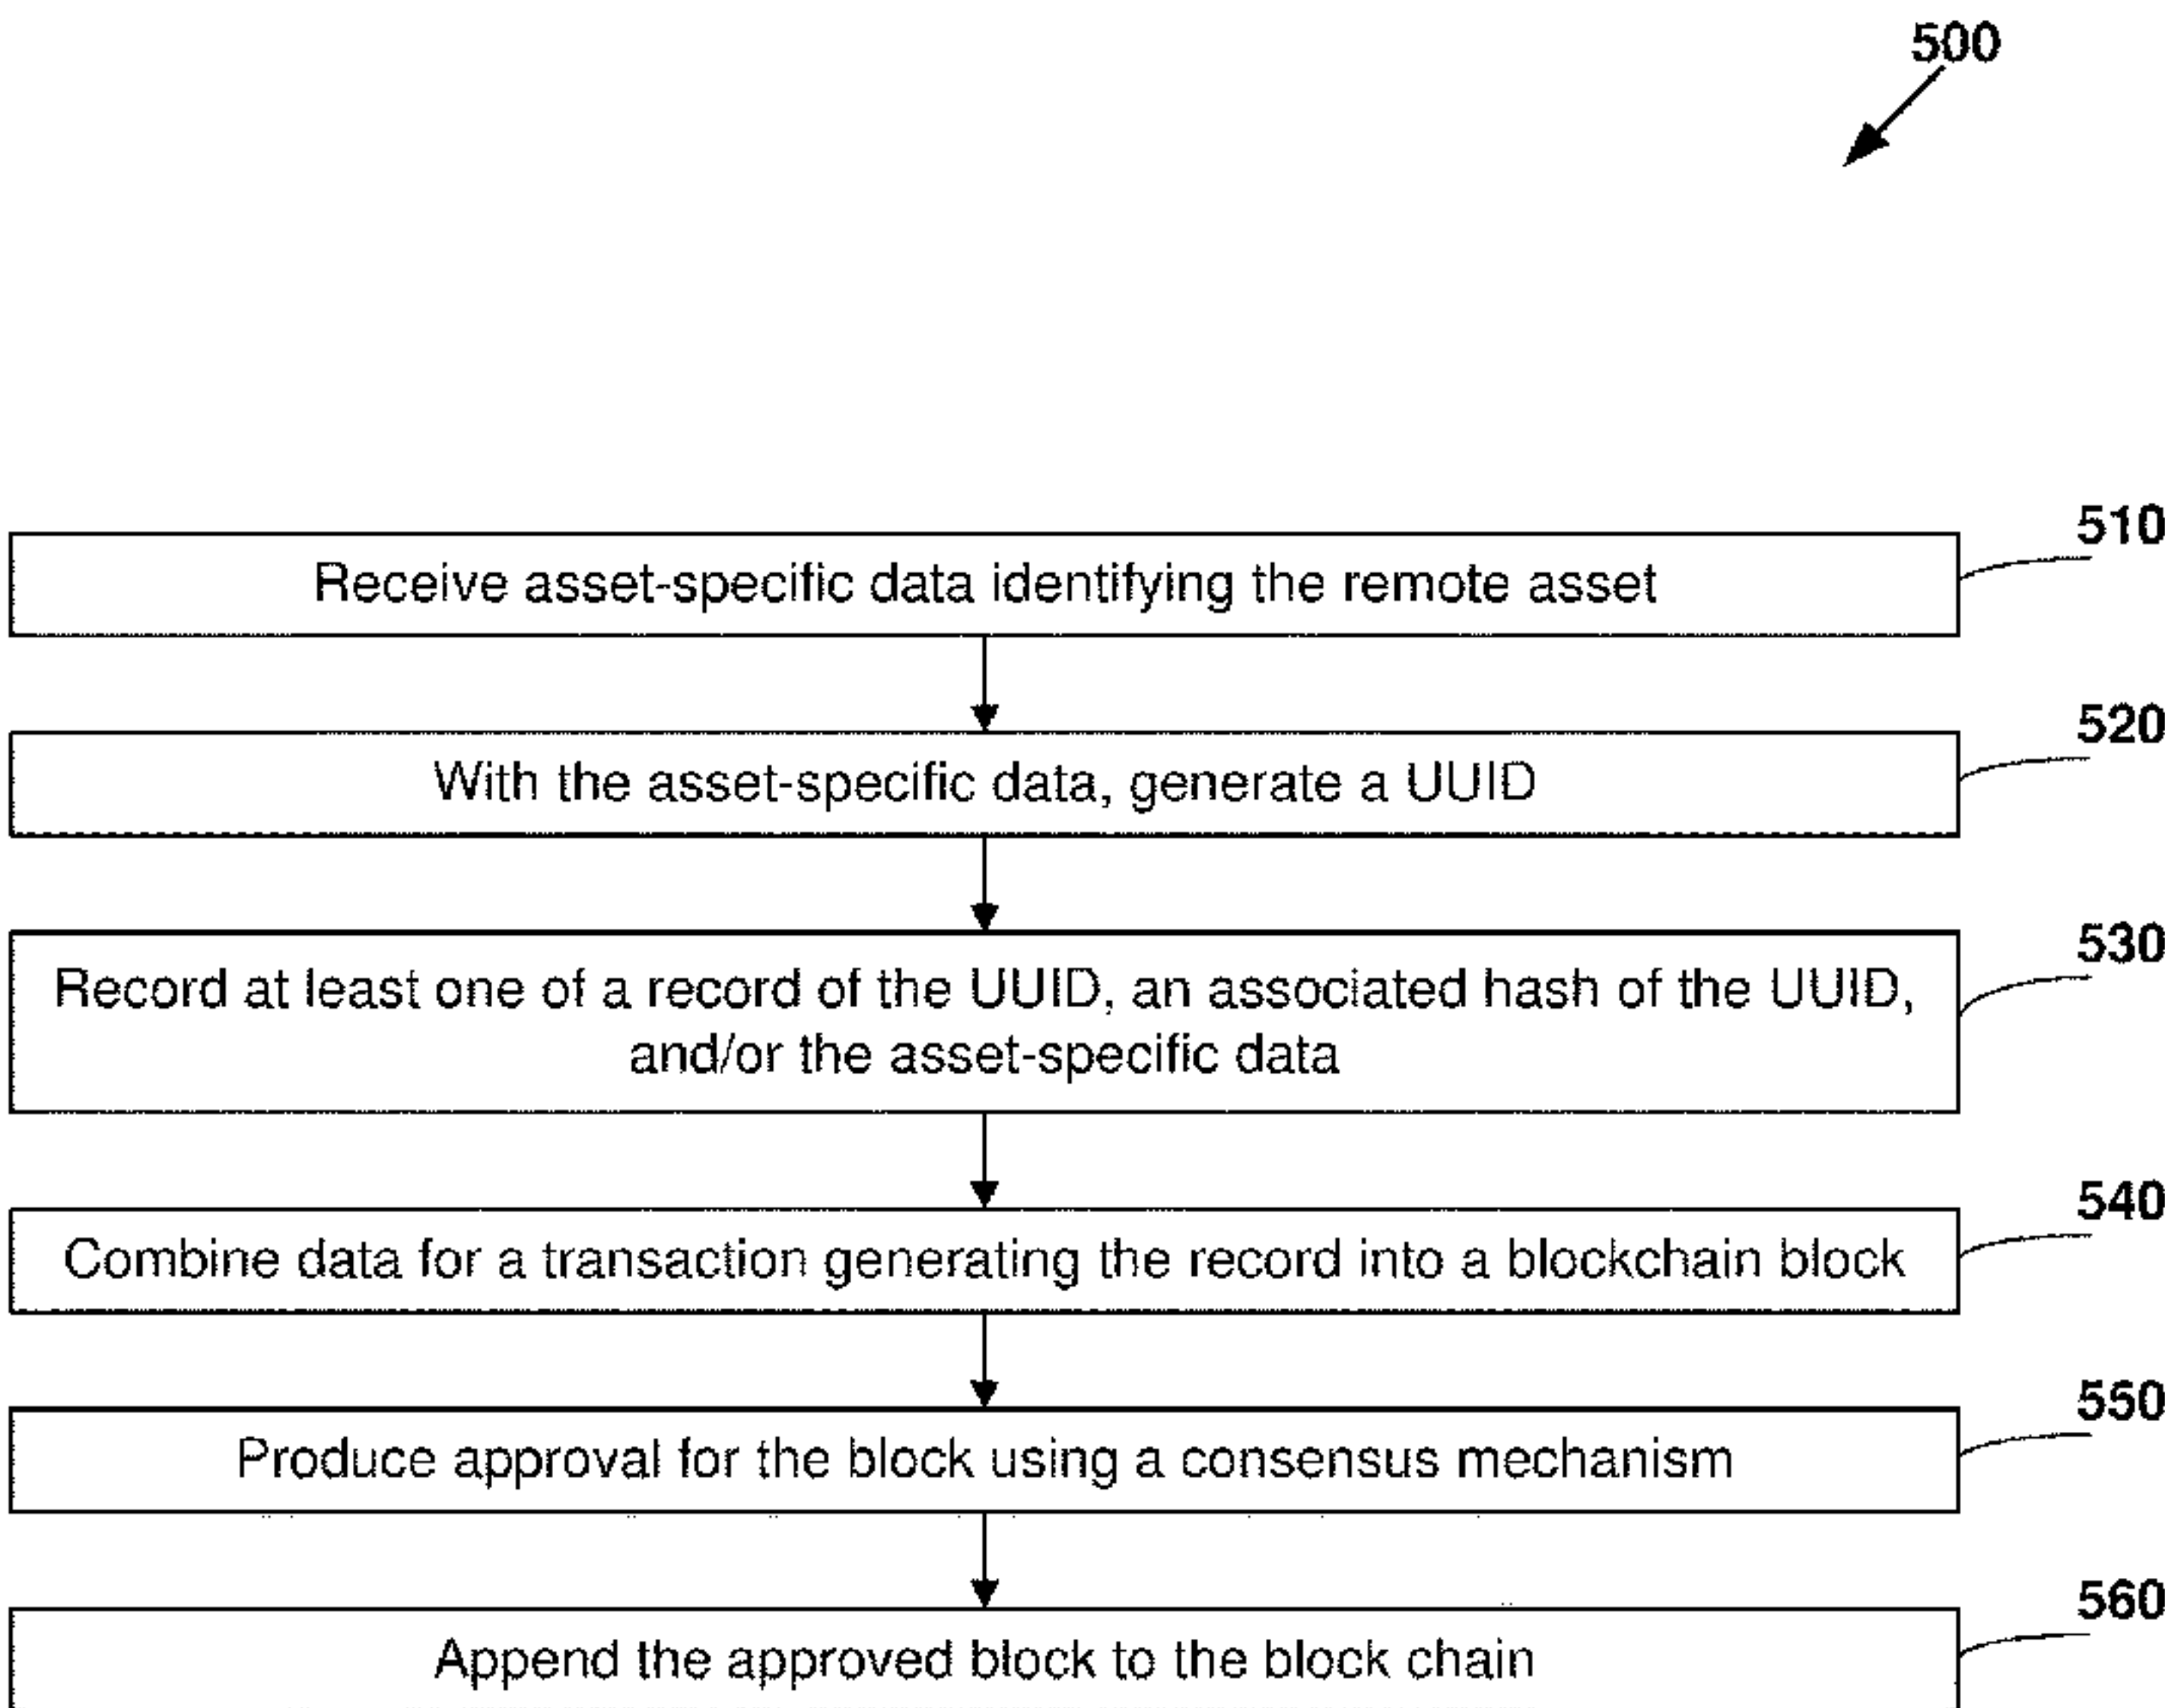 500
510
Receive asset-specific data identifying the remote asset
520
With the asset-specific data, generate a UUID
530
Record at least one of a record of the UUID, an associated hash of the UUID,
and/or the asset-specific data
540
Combine data for a transaction generating the record into a blockchain block
550
Produce approval for the block using a consensus mechanism
560
Append the approved block to the block chain